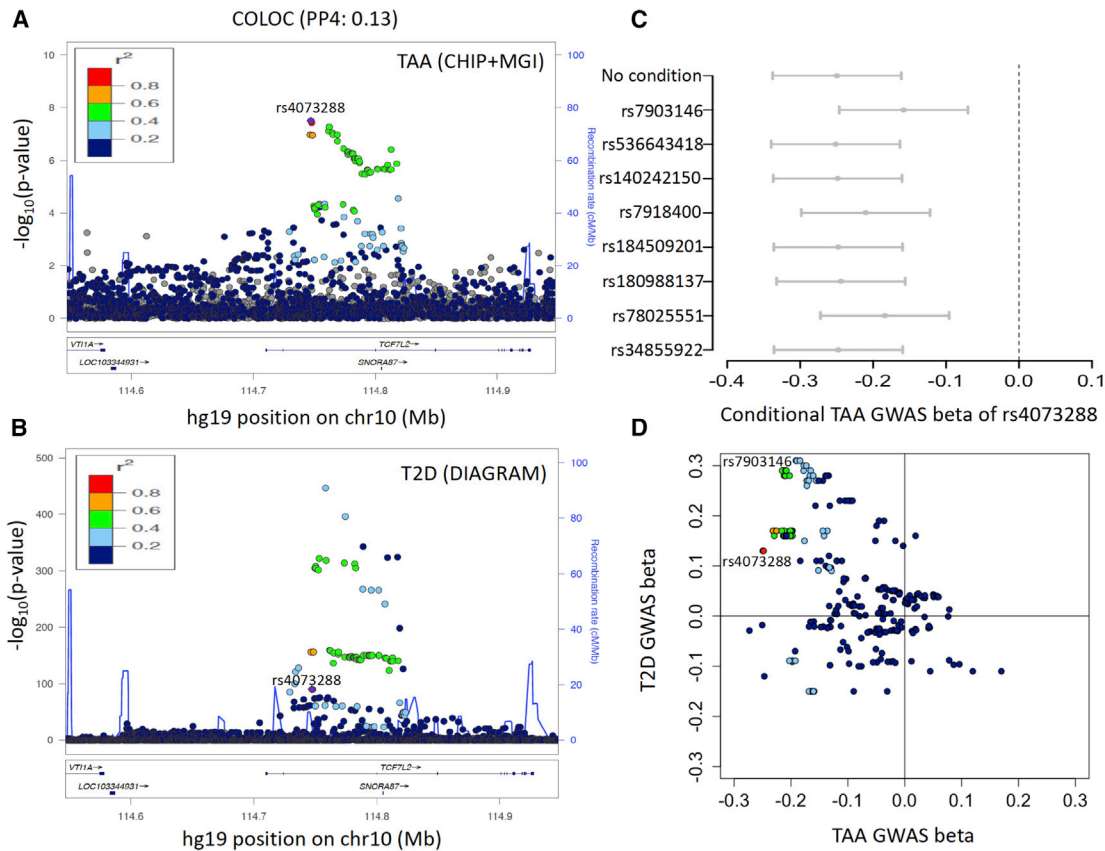 A
COLOC (PP4: 0.13)
TAA (CHIP+MGI)
r²
0.8
0.6
0.4
0.2
rs4073288
10
8
6
4
2
0
-log₁₀(p-value)
100
80
60
40
20
0
Recombination rate (cM/Mb)
VTI1A→
TCF7L2→
LOC103344931→
SNORA87→
114.6 114.7 114.8 114.9
hg19 position on chr10 (Mb)
B
T2D (DIAGRAM)
r²
0.8
0.6
0.4
0.2
rs4073288
500
400
300
200
100
0
-log₁₀(p-value)
100
80
60
40
20
0
Recombination rate (cM/Mb)
VTI1A→
TCF7L2→
LOC103344931→
SNORA87→
114.6 114.7 114.8 114.9
hg19 position on chr10 (Mb)
C
No condition
rs7903146
rs536643418
rs140242150
rs7918400
rs184509201
rs180988137
rs78025551
rs34855922
-0.4 -0.3 -0.2 -0.1 0.0 0.1
Conditional TAA GWAS beta of rs4073288
D
rs7903146
rs4073288
0.3
0.2
0.1
0.0
-0.1
-0.2
-0.3
T2D GWAS beta
-0.3 -0.2 -0.1 0.0 0.1 0.2 0.3
TAA GWAS beta